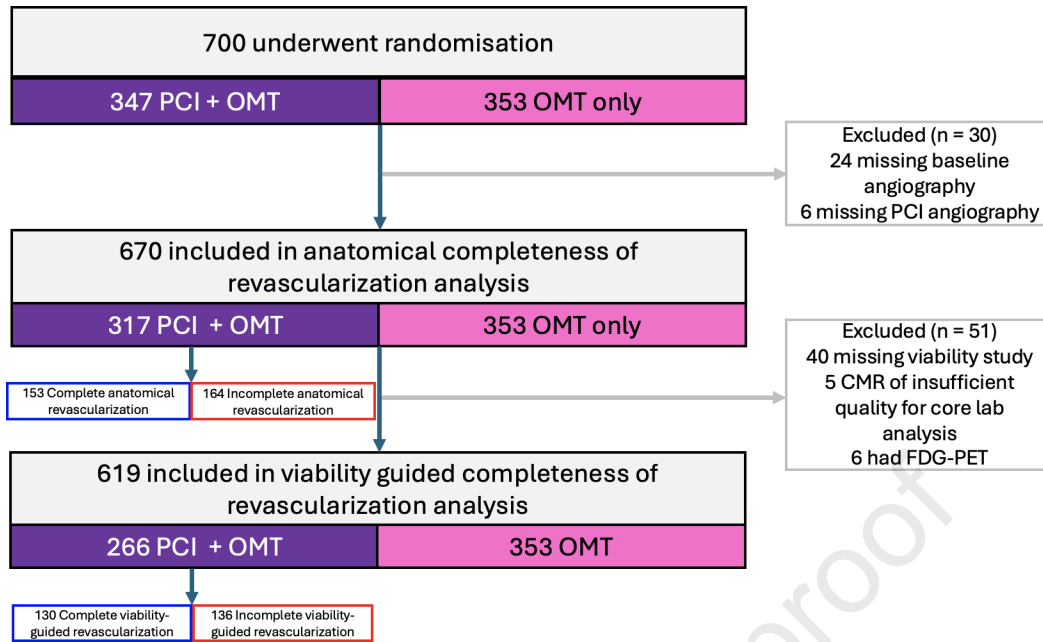 700 underwent randomisation
347 PCI + OMT
353 OMT only
Excluded (n = 30)
24 missing baseline
angiography
6 missing PCI angiography
670 included in anatomical completeness of
revascularization analysis
317 PCI + OMT
353 OMT only
153 Complete anatomical
revascularization
164 Incomplete anatomical
revascularization
Excluded (n = 51)
40 missing viability study
5 CMR of insufficient
quality for core lab
analysis
6 had FDG-PET
619 included in viability guided completeness of
revascularization analysis
266 PCI + OMT
353 OMT
130 Complete viability-
guided revascularization
136 Incomplete viability-
guided revascularization
proof